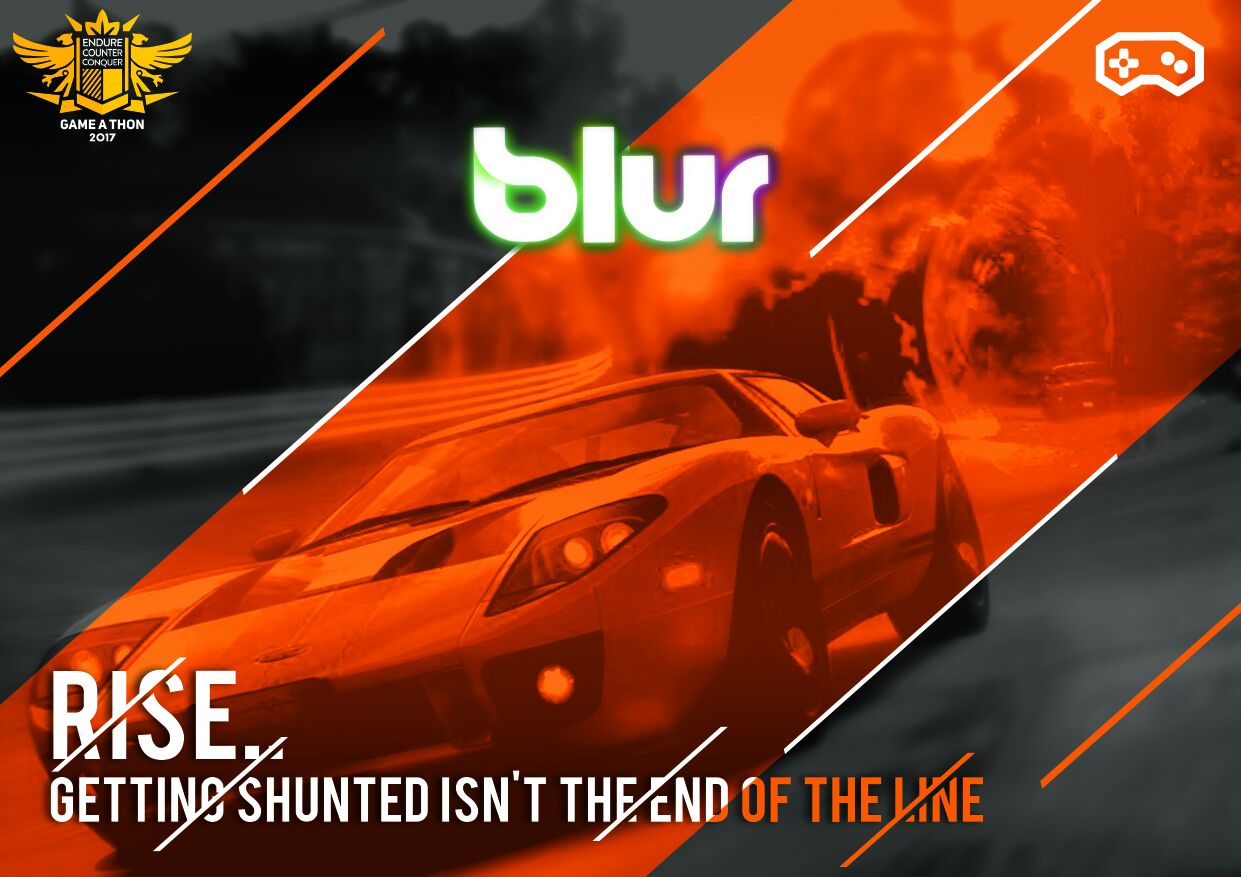 ENDURE
COUNTER
CONQUER
GAME A THON
2017
blur
RISE..
GETTING SHUNTED ISN'T THE END OF THE LINE